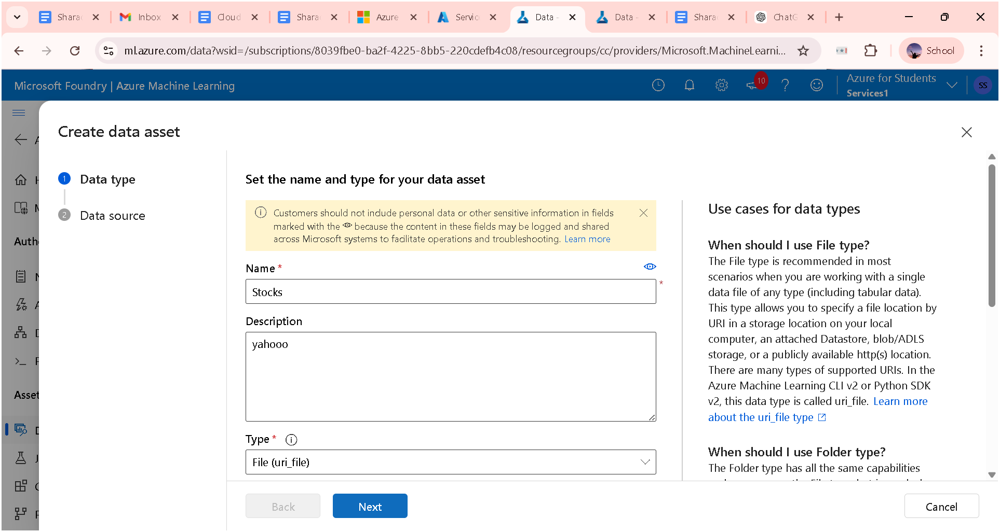 Shara
Inbox
Cloud
Shara
Azure
Servic
Data -
Data -
Shara
ChatG
ml.azure.com/data?wsid=/subscriptions/8039fbe0-ba2f-4225-8bb5-220cdefb4c08/resourcegroups/cc/providers/Microsoft.MachineLearni...
School
Microsoft Foundry | Azure Machine Learning
10
Azure for Students
Services1
SS
Create data asset
1 Data type
2 Data source
Auth
Asset
Set the name and type for your data asset
Customers should not include personal data or other sensitive information in fields
marked with the because the content in these fields may be logged and shared
across Microsoft systems to facilitate operations and troubleshooting. Learn more
Name *
Stocks
*
Description
yahooo
Type *
File (uri_file)
Use cases for data types
When should I use File type?
The File type is recommended in most
scenarios when you are working with a single
data file of any type (including tabular data).
This type allows you to specify a file location by
URI in a storage location on your local
computer, an attached Datastore, blob/ADLS
storage, or a publicly available http(s) location.
There are many types of supported URIs. In the
Azure Machine Learning CLI v2 or Python SDK
v2, this data type is called uri_file. Learn more
about the uri_file type
When should I use Folder type?
The Folder type has all the same capabilities
Back
Next
Cancel